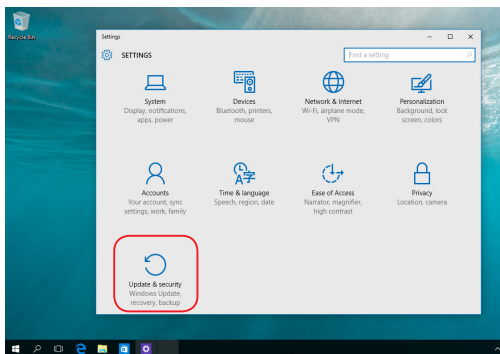 Recycle Bin
Settings
SETTINGS
Find a setting
System
Display, notifications,
apps, power
Devices
Bluetooth, printers,
mouse
Network & Internet
Wi-Fi, airplane mode,
VPN
Personalization
Background, lock
screen, colors
Accounts
Your account, sync
settings, work, family
Time & language
Speech, region, date
Ease of Access
Narrator, magnifier,
high contrast
Privacy
Location, camera
Update & security
Windows Update,
recovery, backup